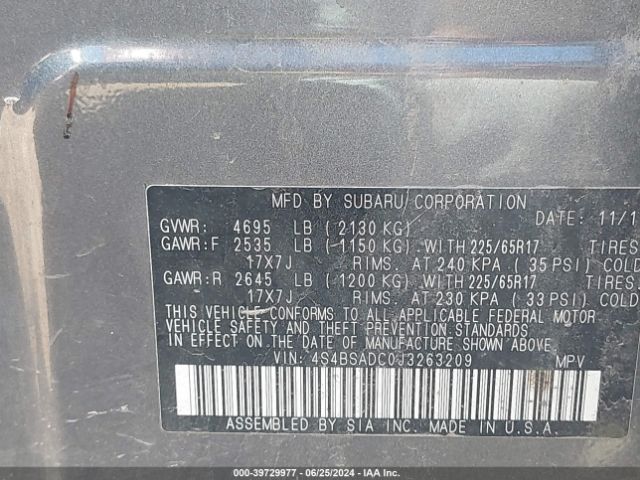 MFD BY SUBARU CORPORATION
DATE: 11/1
GVWR: 4695 LB ( 2130 KG)
GAWR:F 2535 LB ( 1150 KG) WITH 225/65R17 TIRES
17X7J RIMS. AT 240 KPA ( 35 PSI) COLD
GAWR:R 2645 LB ( 1200 KG) WITH 225/65R17 TIRES.
17X7J RIMS. AT 230 KPA ( 33 PSI) COLD
THIS VEHICLE CONFORMS TO ALL APPLICABLE FEDERAL MOTOR
VEHICLE SAFETY AND THEFT PREVENTION STANDARDS
IN EFFECT ON THE DATE OF MANUFACTURE SHOWN ABOVE.
VIN: 4S4BSADC0J3263209 MPV
ASSEMBLED BY SIA INC. MADE IN U.S.A.
000-39729977 - 06/25/2024 - IAA Inc.